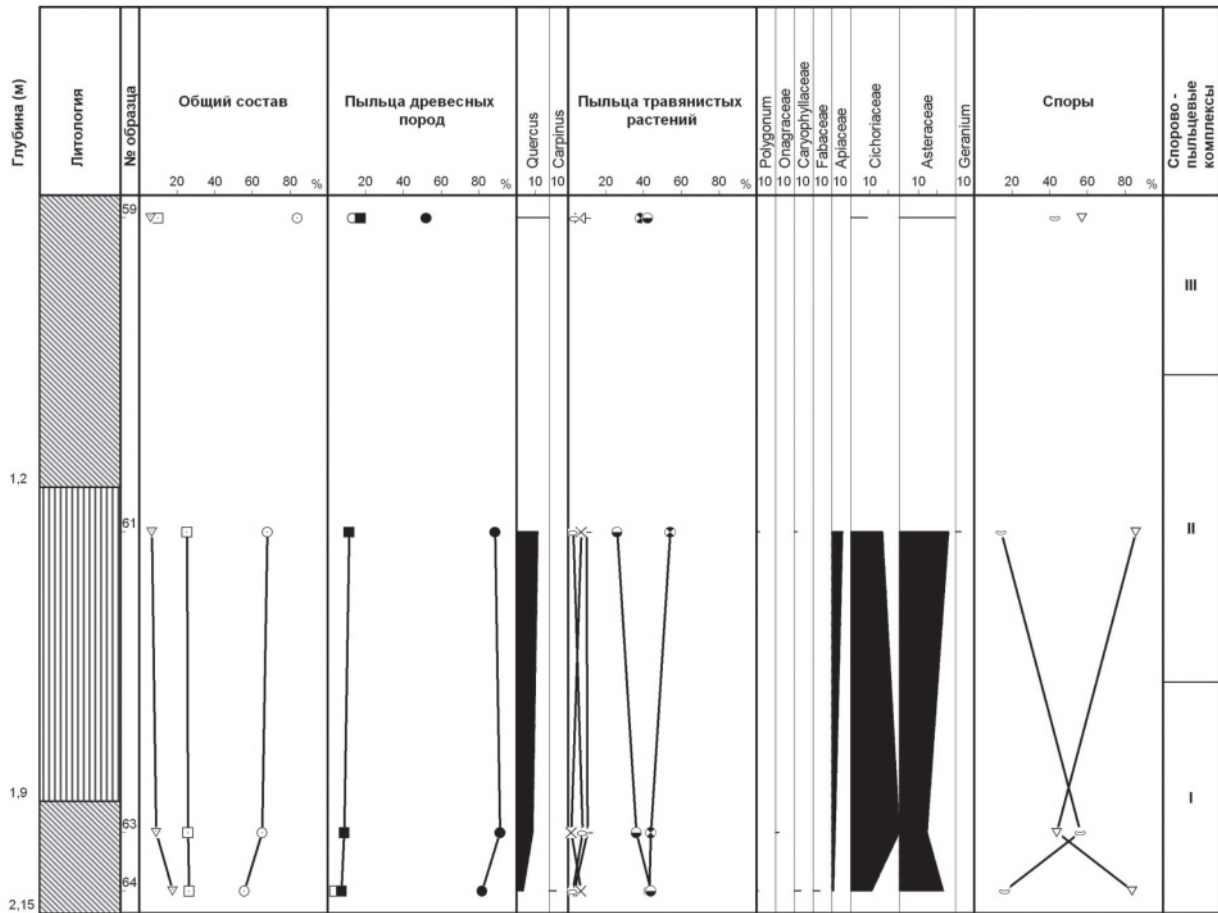 Глубина (м)
Литология
№ образца
Общий состав
20 40 60 80 %
Пыльца древесных
пород
20 40 60 80 %
Quercus
10
Carpinus
10
Пыльца травянистых
растений
20 40 60 80 %
Polygonum
10
Onagraceae
10
Caryophyllaceae
10
Fabaceae
10
Apiaceae
10
Cichoriaceae
10
Asteraceae
10
Geranium
10
Споры
20 40 60 80 %
Спорово -
пыльцевые
комплексы
59
III
1,2
61
II
1,9
I
63
64
2,15